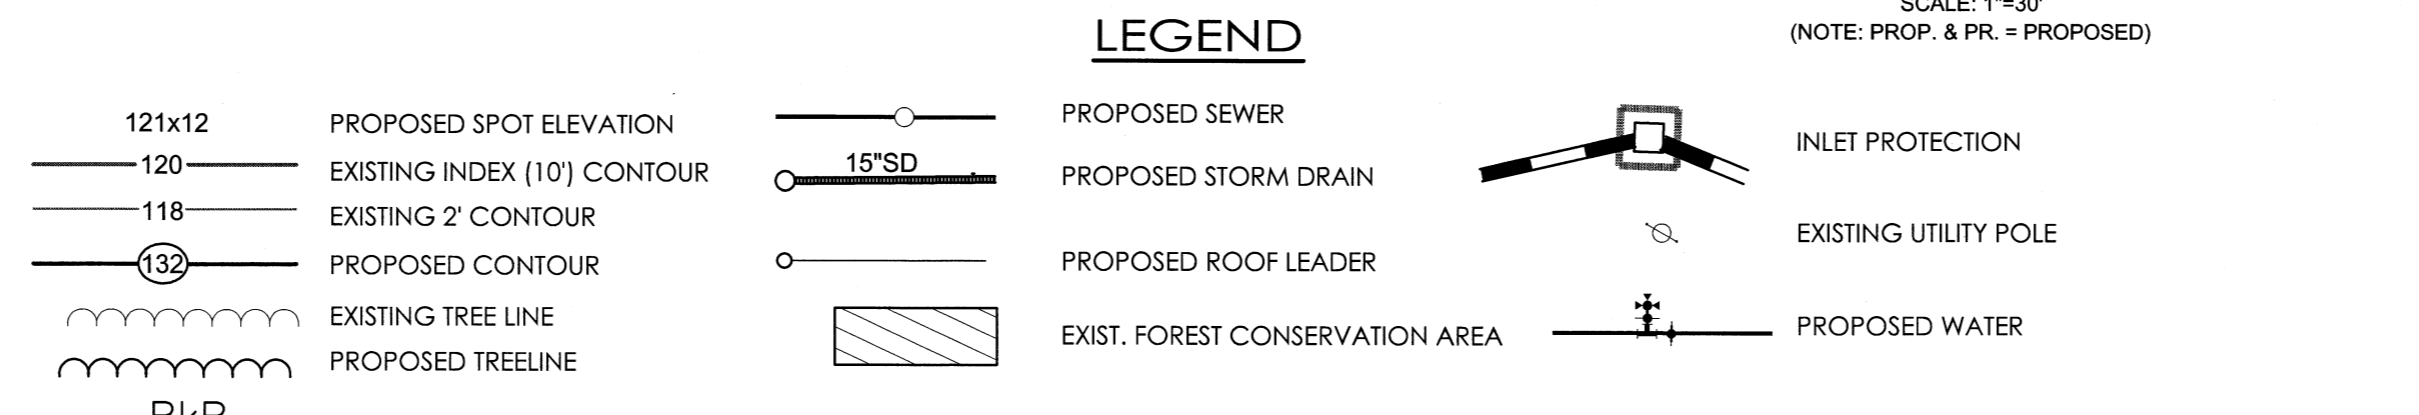 SCALE: 1"=30'
(NOTE: PROP. & PR. = PROPOSED)
LEGEND
121x12 PROPOSED SPOT ELEVATION
120 EXISTING INDEX (10') CONTOUR
118 EXISTING 2' CONTOUR
132 PROPOSED CONTOUR
EXISTING TREE LINE
PROPOSED TREELINE
PROPOSED SEWER
15"SD PROPOSED STORM DRAIN
PROPOSED ROOF LEADER
EXIST. FOREST CONSERVATION AREA
INLET PROTECTION
EXISTING UTILITY POLE
PROPOSED WATER